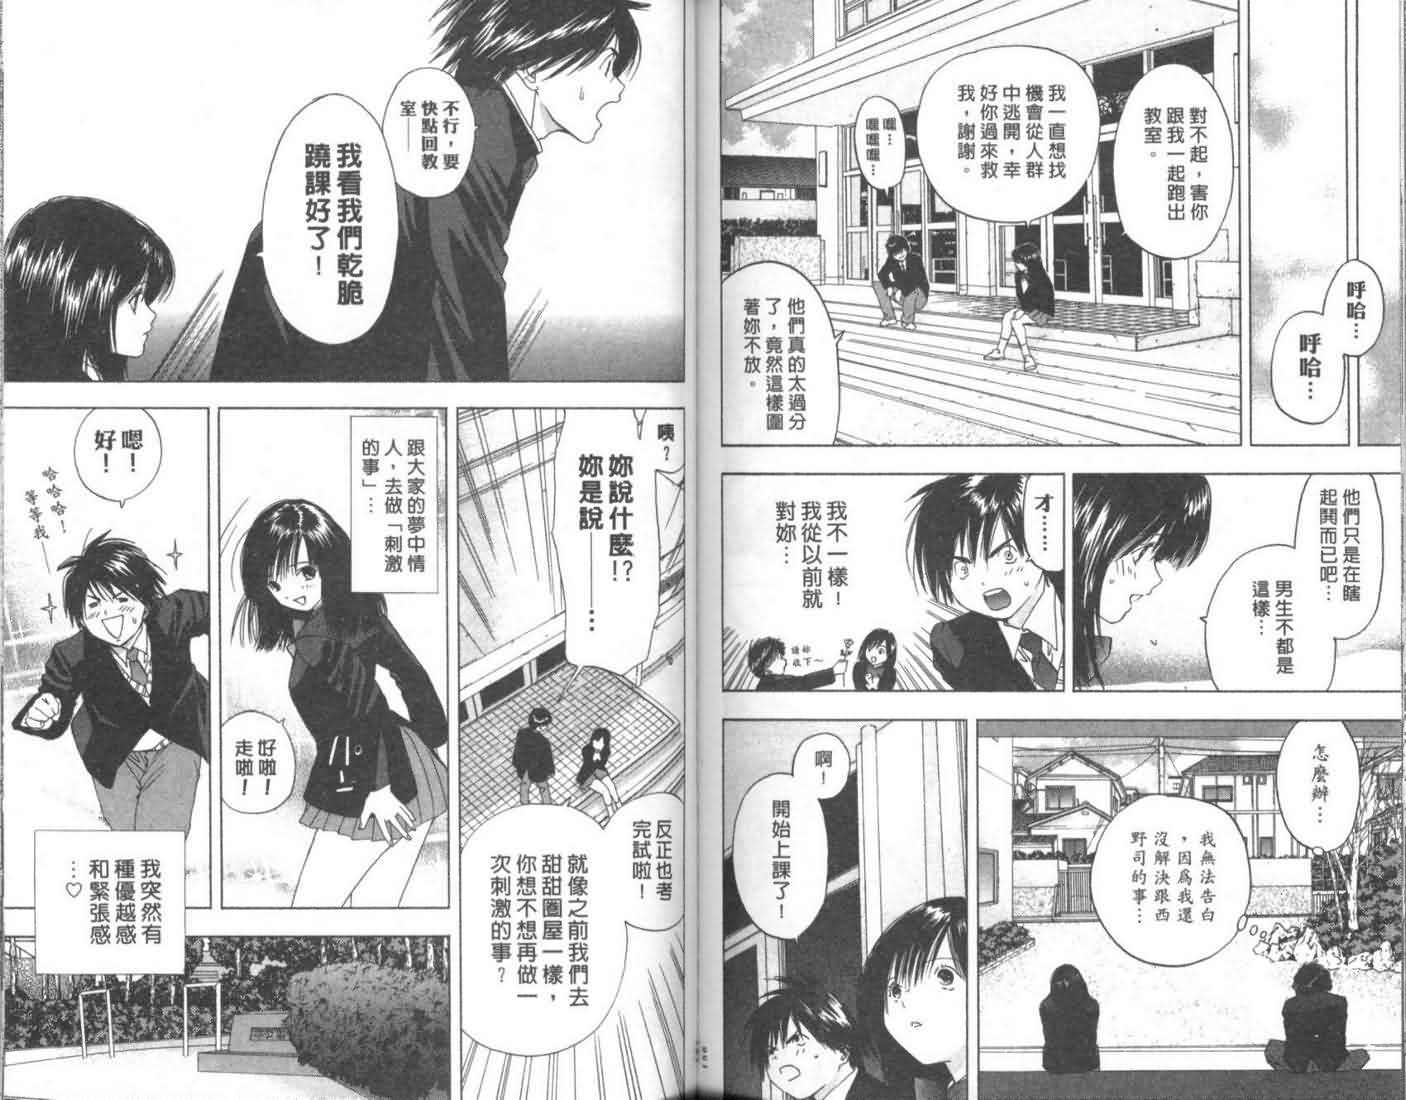 呼哈…
呼哈…
對不起，害你
跟我一起跑出
教室。
我一直想找
機會從人群
中逃開，幸
好你過來救
我，謝謝。
嘿…
嘿嘿嘿…
他們真的太過分
了，竟然這樣圍
著妳不放。
他們只是在瞎
起鬨而已吧…
男生不都是
這樣…
才……
我不一樣！
我從以前就
對妳…
請妳
收下～
怎麼辦…
我無法告白
，因為我還
沒解決跟西
野司的事…
啊！
開始上課了！
不行，要
快點回教
室——
我看我們乾脆
蹺課好了！
咦？
妳說什麼!?
妳是說——……
反正也考
完試啦！
就像之前我們去
甜甜圈屋一樣，
你想不想再做一
次刺激的事？
跟大家的夢中情
人，去做「刺激
的事」…
好啦！
走啦！
嗯！
好！
哈哈哈！
等等我——
我突然有
種優越感
和緊張感
…♡